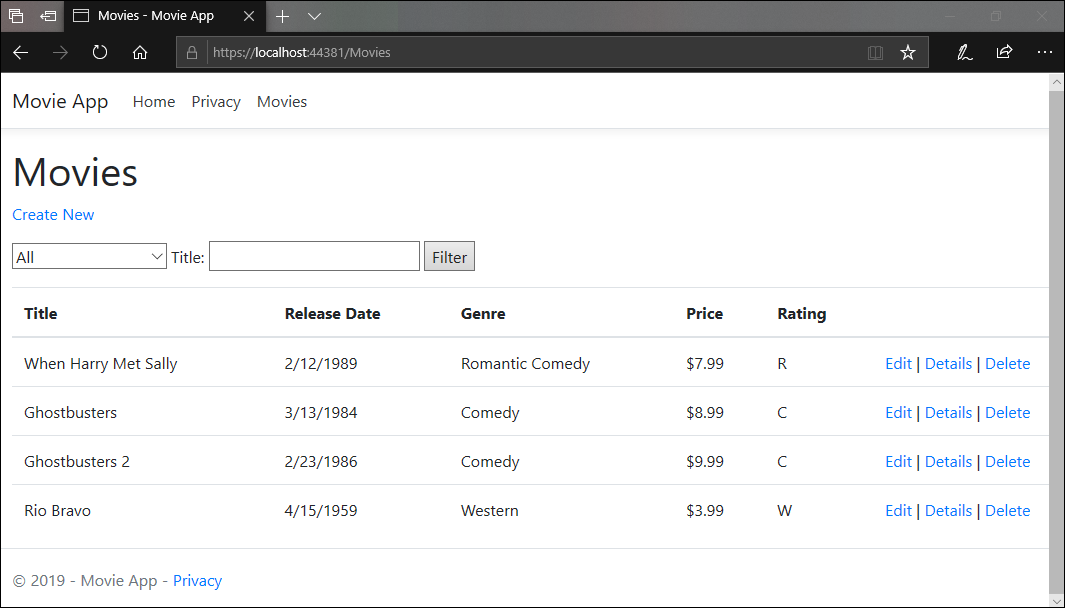 Movies - Movie App
https://localhost:44381/Movies
Movie App Home Privacy Movies
Movies
Create New
All Title: Filter
Title Release Date Genre Price Rating
When Harry Met Sally 2/12/1989 Romantic Comedy $7.99 R Edit | Details | Delete
Ghostbusters 3/13/1984 Comedy $8.99 C Edit | Details | Delete
Ghostbusters 2 2/23/1986 Comedy $9.99 C Edit | Details | Delete
Rio Bravo 4/15/1959 Western $3.99 W Edit | Details | Delete
© 2019 - Movie App - Privacy